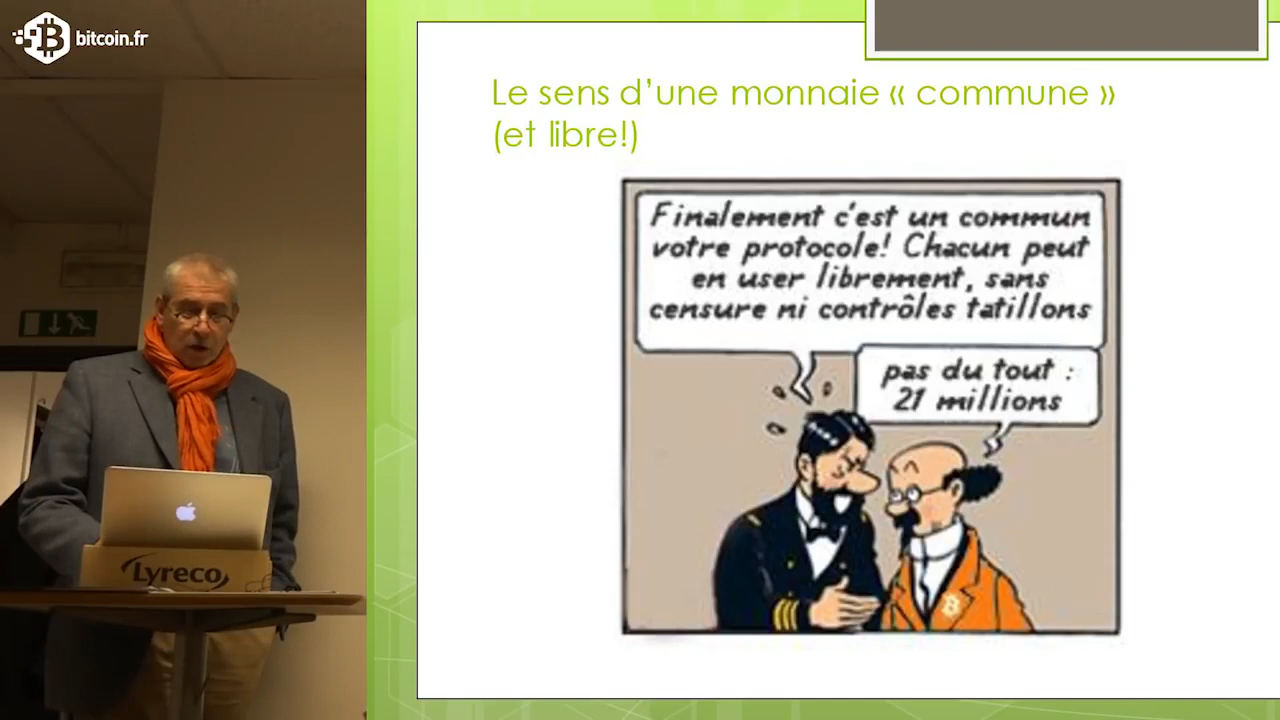 bitcoin.fr
Le sens d'une monnaie « commune »
(et libre!)
Finalement c'est un commun
votre protocole! Chacun peut
en user librement, sans
censure ni contrôles tatillons
pas du tout :
21 millions
Lyreco